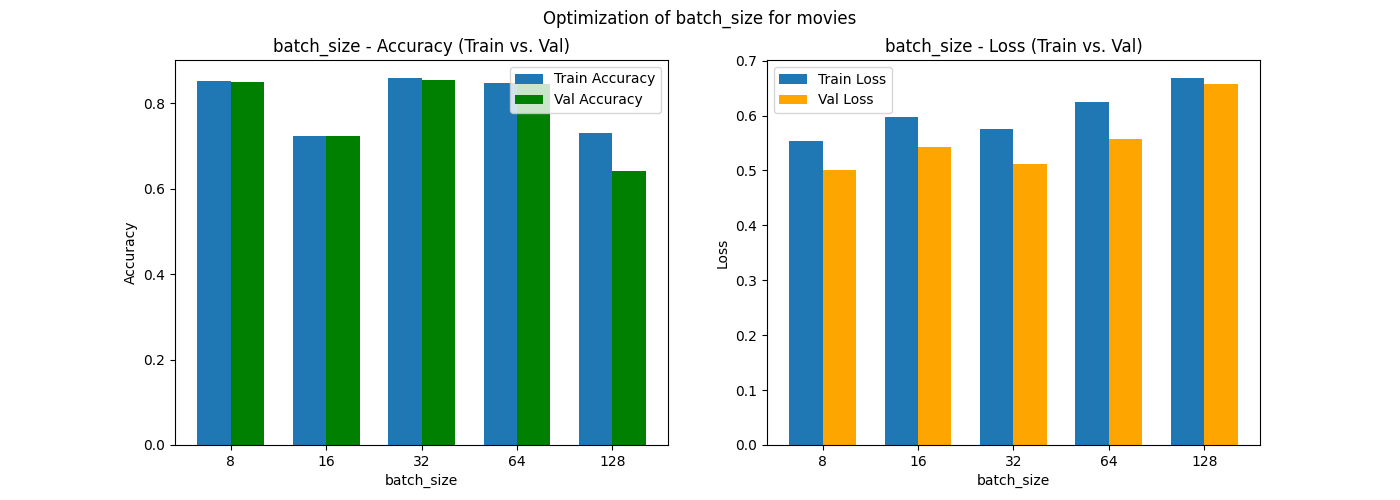 Optimization of batch_size for movies
batch_size - Accuracy (Train vs. Val)
Train Accuracy
Val Accuracy
0.8
0.6
0.4
0.2
0.0
Accuracy
8 16 32 64 128
batch_size
batch_size - Loss (Train vs. Val)
Train Loss
Val Loss
0.7
0.6
0.5
0.4
0.3
0.2
0.1
0.0
Loss
8 16 32 64 128
batch_size